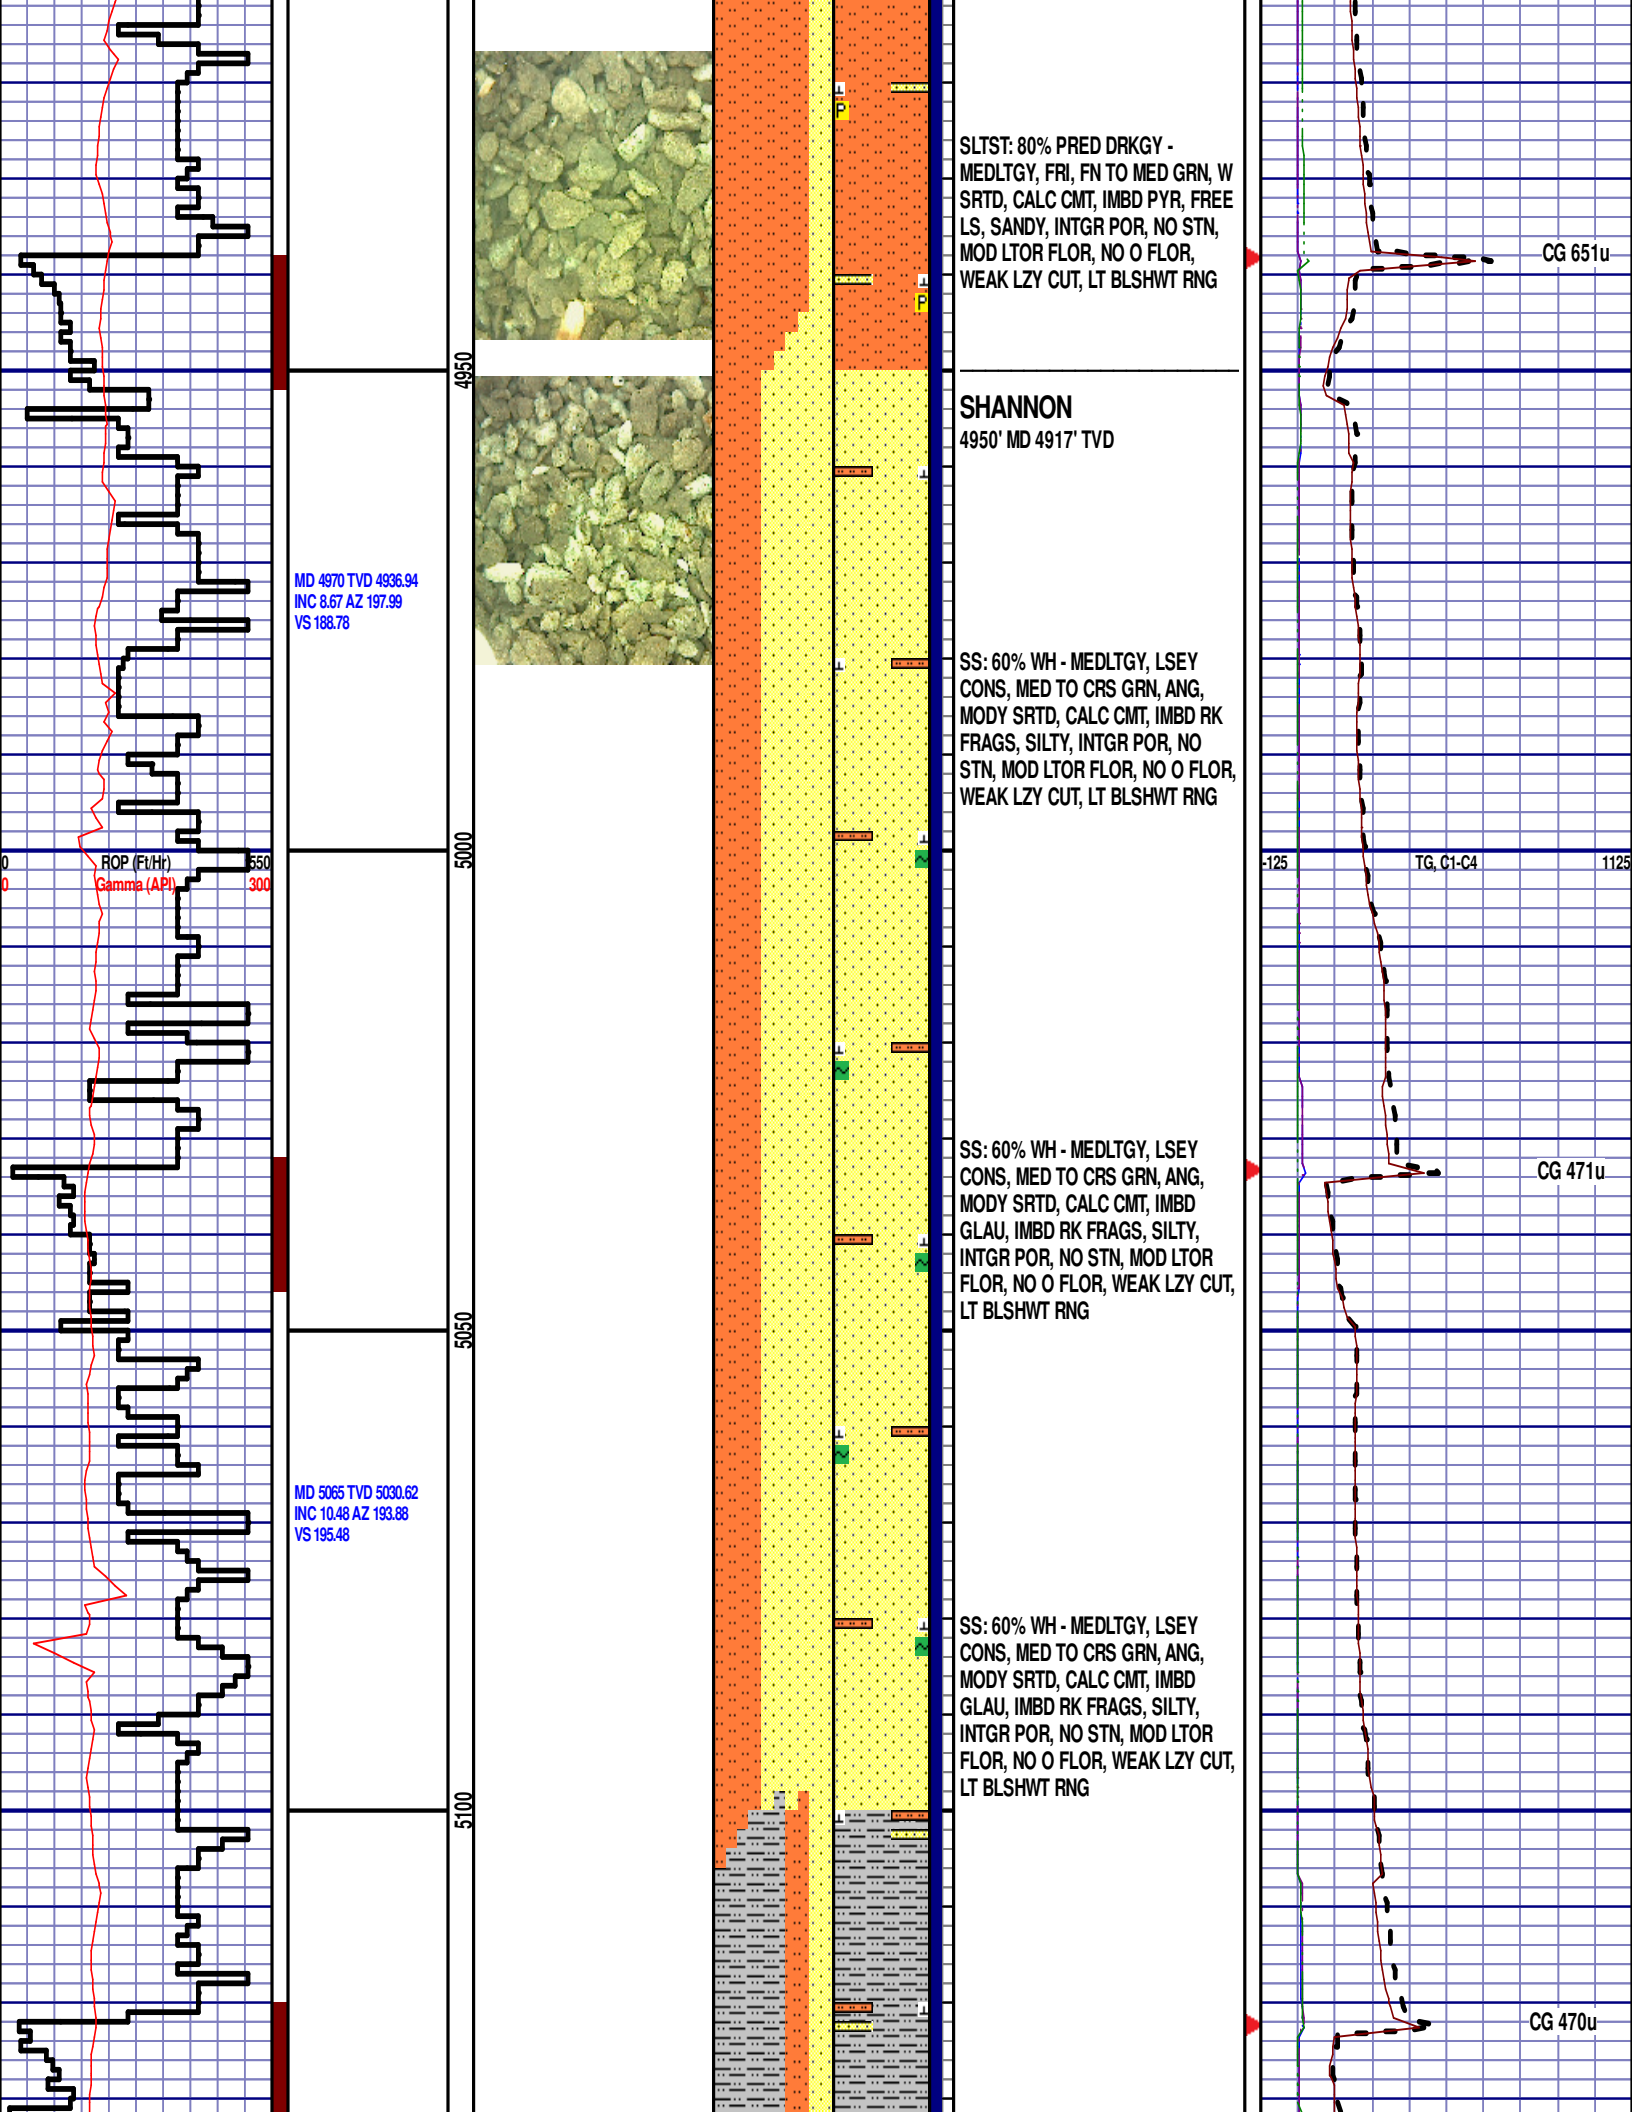 SLTST: 80% PRED DRKGY -
MEDLTGY, FRI, FN TO MED GRN, W
SRTD, CALC CMT, IMBD PYR, FREE
LS, SANDY, INTGR POR, NO STN,
MOD LTOR FLOR, NO O FLOR,
WEAK LZY CUT, LT BLSHWT RNG
P
CG 651u
P
4950
SHANNON
4950' MD 4917' TVD
MD 4970 TVD 4936.94
INC 8.67 AZ 197.99
VS 188.78
SS: 60% WH - MEDLTGY, LSEY
CONS, MED TO CRS GRN, ANG,
MODY SRTD, CALC CMT, IMBD RK
FRAGS, SILTY, INTGR POR, NO
STN, MOD LTOR FLOR, NO O FLOR,
WEAK LZY CUT, LT BLSHWT RNG
0 ROP (Ft/Hr) 550
0 Gamma (API) 300
5000
-125 TG, C1-C4 1125
SS: 60% WH - MEDLTGY, LSEY
CONS, MED TO CRS GRN, ANG,
MODY SRTD, CALC CMT, IMBD
GLAU, IMBD RK FRAGS, SILTY,
INTGR POR, NO STN, MOD LTOR
FLOR, NO O FLOR, WEAK LZY CUT,
LT BLSHWT RNG
CG 471u
5050
MD 5065 TVD 5030.62
INC 10.48 AZ 193.88
VS 195.48
SS: 60% WH - MEDLTGY, LSEY
CONS, MED TO CRS GRN, ANG,
MODY SRTD, CALC CMT, IMBD
GLAU, IMBD RK FRAGS, SILTY,
INTGR POR, NO STN, MOD LTOR
FLOR, NO O FLOR, WEAK LZY CUT,
LT BLSHWT RNG
5100
CG 470u